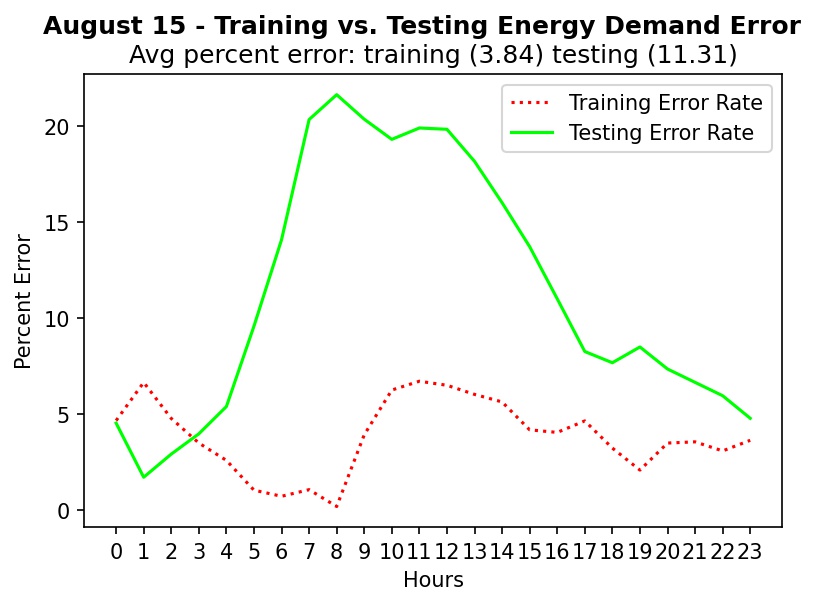 August 15 - Training vs. Testing Energy Demand Error
Avg percent error: training (3.84) testing (11.31)
Training Error Rate
Testing Error Rate
20
15
10
5
0
Percent Error
0 1 2 3 4 5 6 7 8 9 10 11 12 13 14 15 16 17 18 19 20 21 22 23
Hours